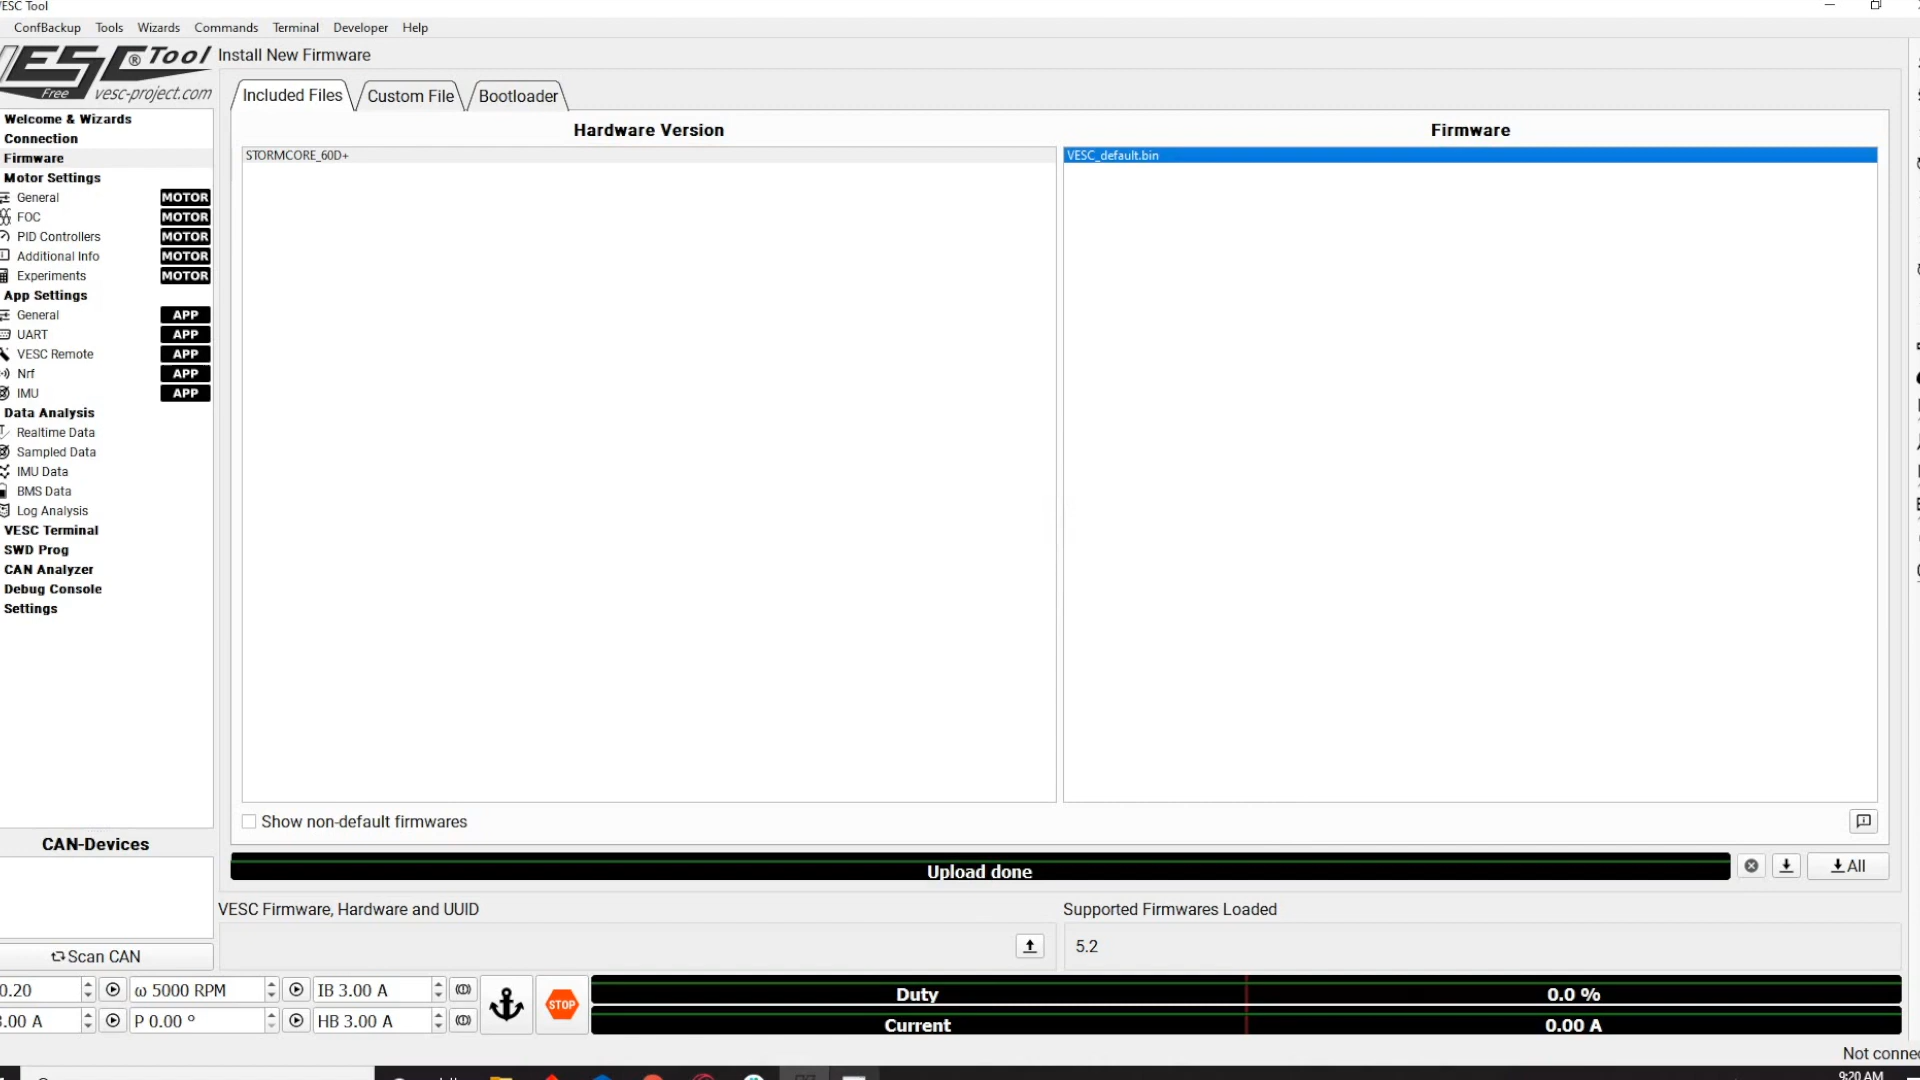 VESC Tool
ConfBackup Tools Wizards Commands Terminal Developer Help
VESC® Tool
Free vesc-project.com
Install New Firmware
Included Files Custom File Bootloader
Hardware Version
Firmware
STORMCORE_60D+
VESC_default.bin
Welcome & Wizards
Connection
Firmware
Motor Settings
General MOTOR
FOC MOTOR
PID Controllers MOTOR
Additional Info MOTOR
Experiments MOTOR
App Settings
General APP
UART APP
VESC Remote APP
Nrf APP
IMU APP
Data Analysis
Realtime Data
Sampled Data
IMU Data
BMS Data
Log Analysis
VESC Terminal
SWD Prog
CAN Analyzer
Debug Console
Settings
Show non-default firmwares
CAN-Devices
Upload done
All
VESC Firmware, Hardware and UUID
Supported Firmwares Loaded
5.2
Scan CAN
0.20 ω 5000 RPM IB 3.00 A
.00 A P 0.00 ° HB 3.00 A
STOP
Duty 0.0 %
Current 0.00 A
Not connec
9:20 AM